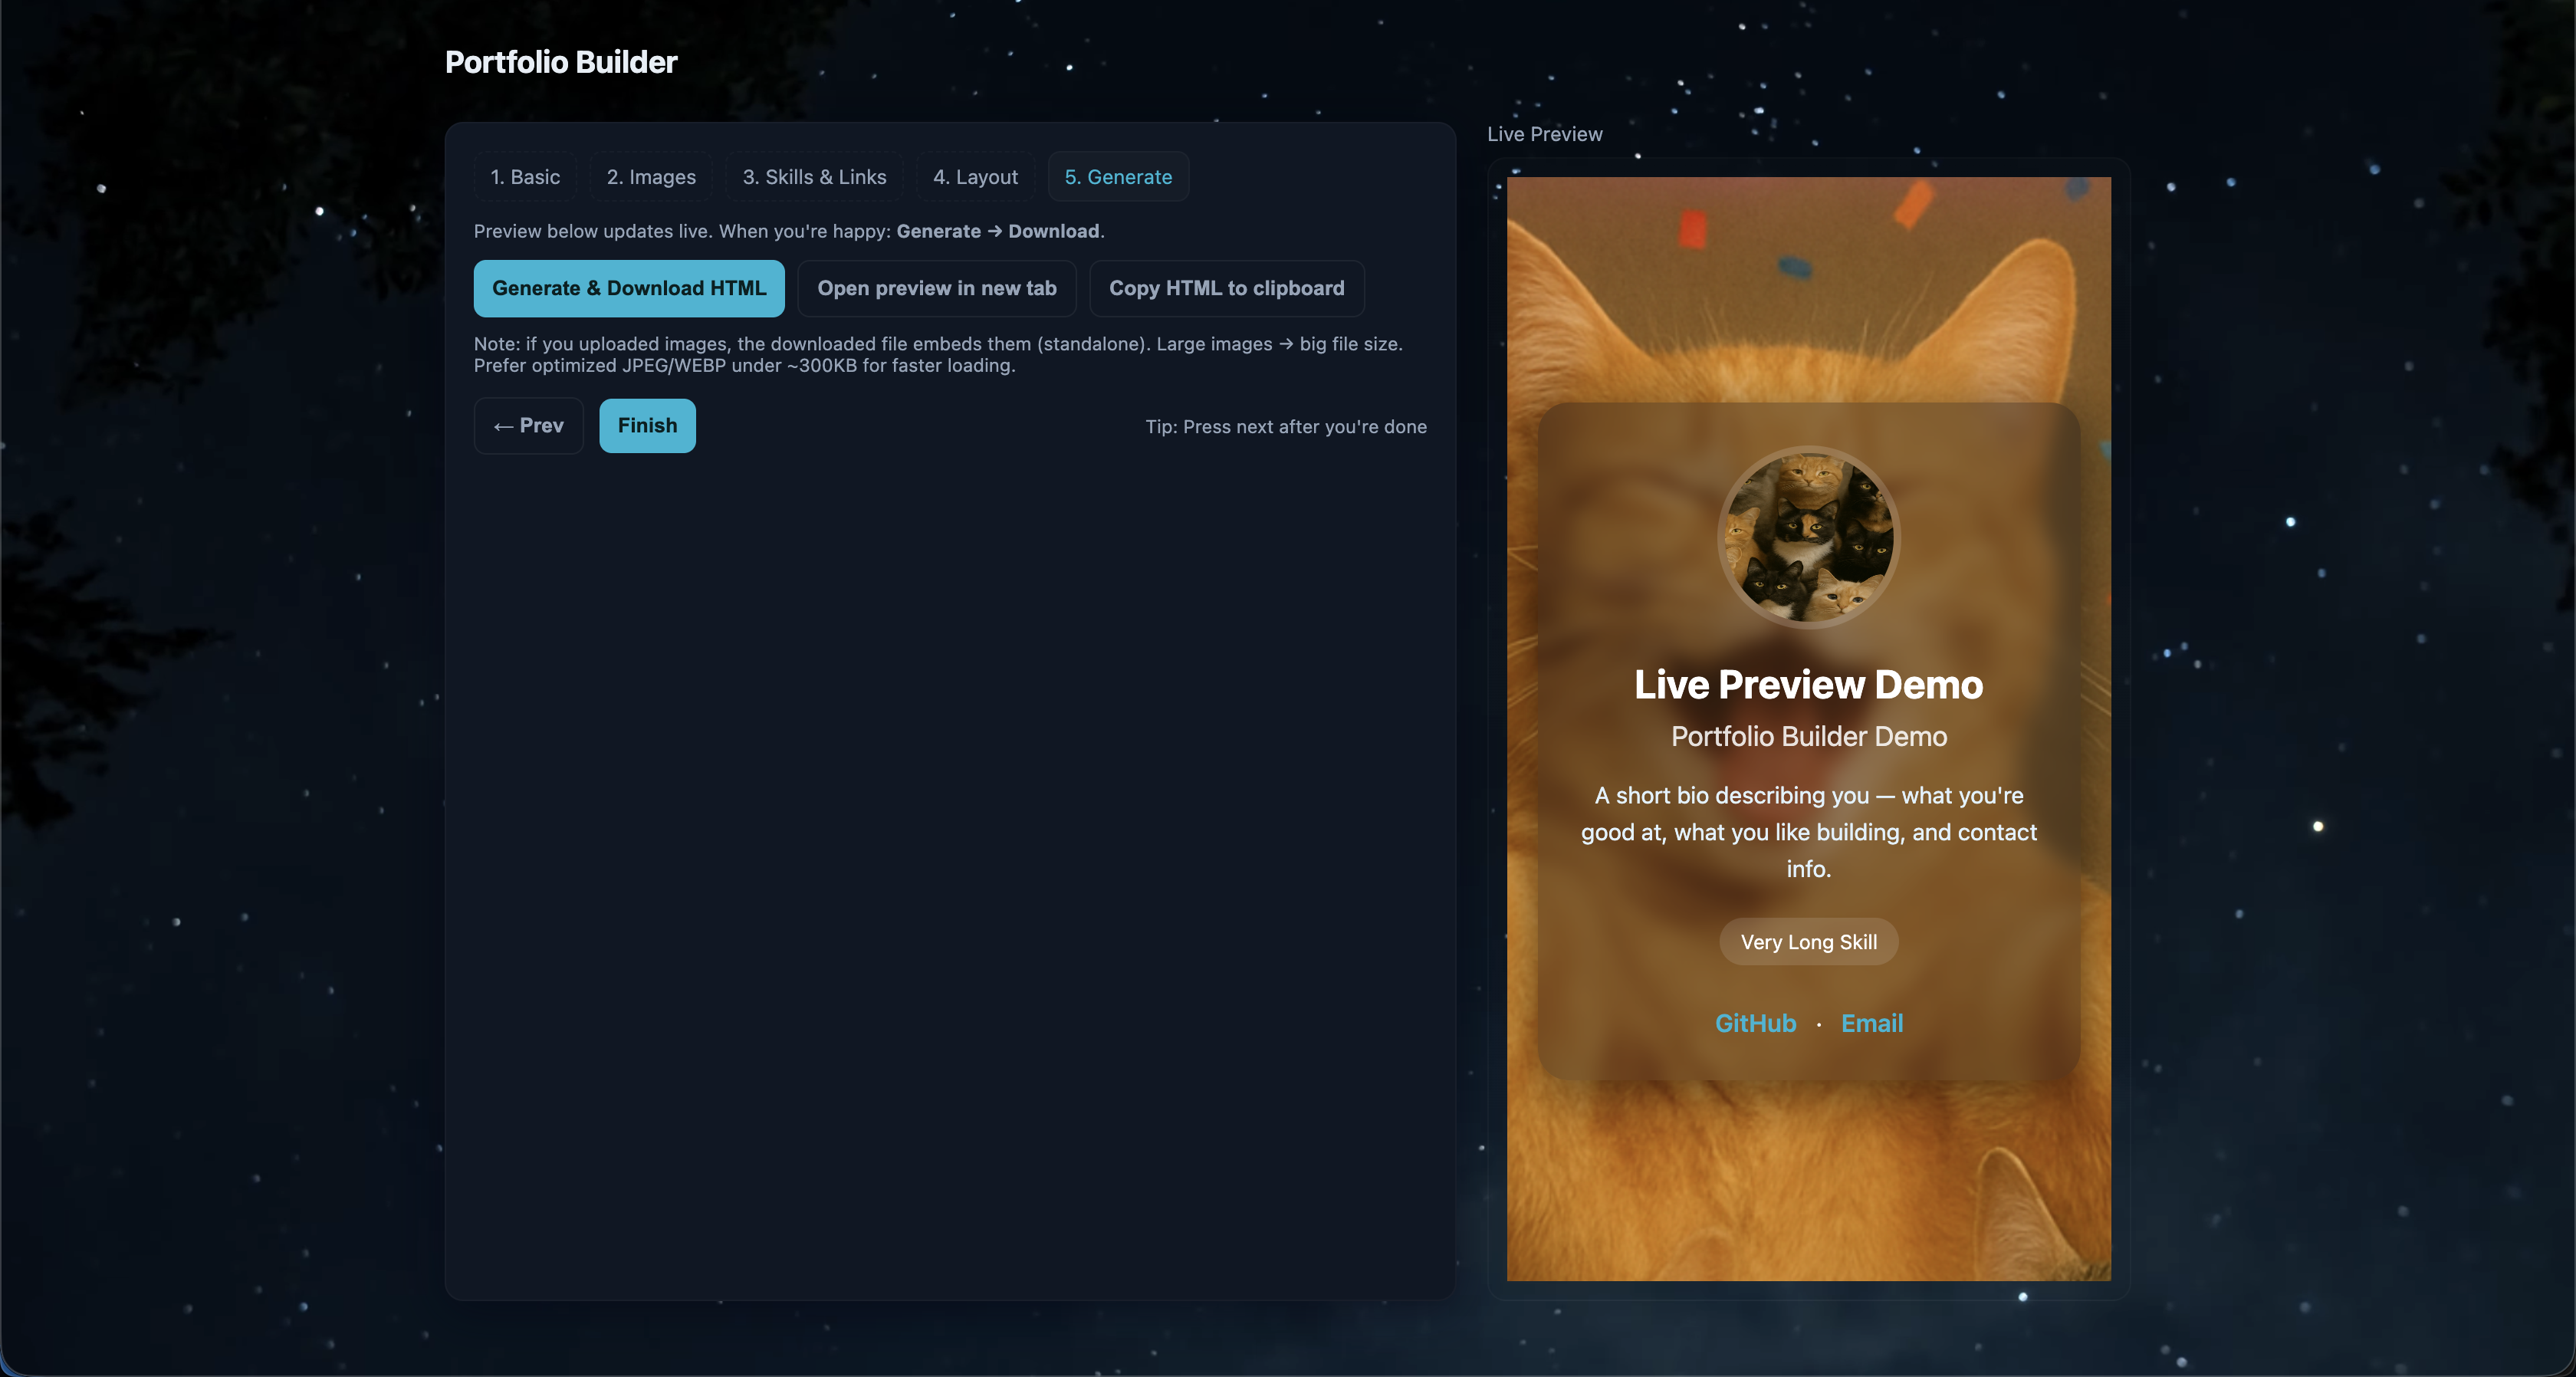 Portfolio Builder
1. Basic
2. Images
3. Skills & Links
4. Layout
5. Generate
Preview below updates live. When you're happy: Generate → Download.
Generate & Download HTML
Open preview in new tab
Copy HTML to clipboard
Note: if you uploaded images, the downloaded file embeds them (standalone). Large images → big file size.
Prefer optimized JPEG/WEBP under ~300KB for faster loading.
← Prev
Finish
Tip: Press next after you're done
Live Preview
Live Preview Demo
Portfolio Builder Demo
A short bio describing you — what you're
good at, what you like building, and contact
info.
Very Long Skill
GitHub · Email